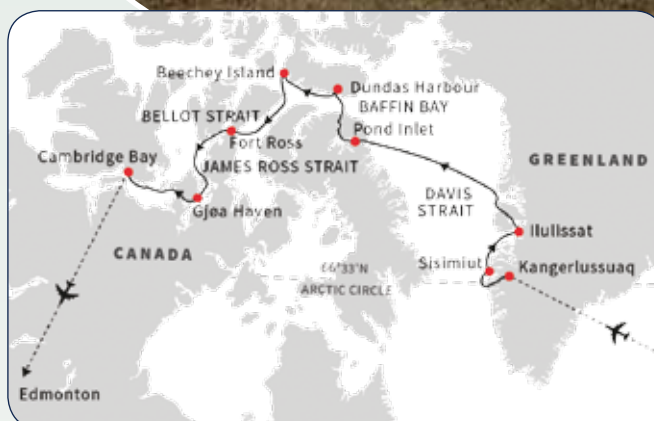 Beechey Island
Dundas Harbour
BAFFIN BAY
BELLOT STRAIT
Fort Ross
Pond Inlet
Cambridge Bay
JAMES ROSS STRAIT
GREENLAND
DAVIS
STRAIT
Gjøa Haven
Ilulissat
CANADA
Sisimiut
66°33'N
Kangerlussuaq
ARCTIC CIRCLE
Edmonton